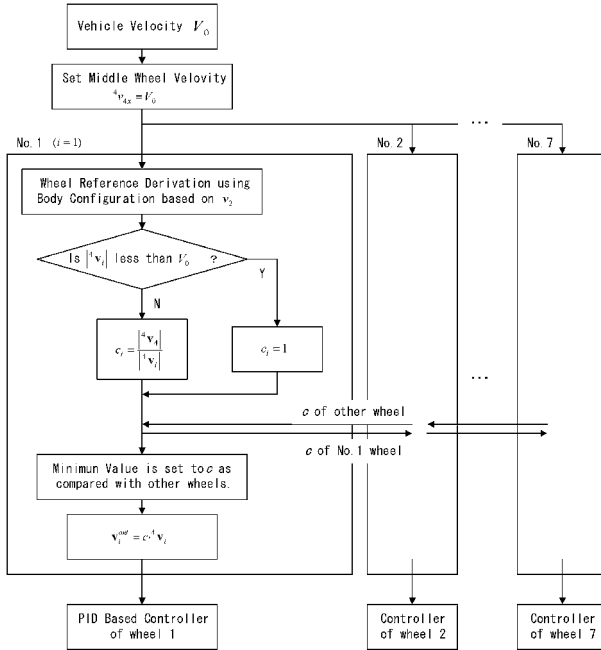 Vehicle Velocity V₀
Set Middle Wheel Velovity
⁴v₄ₓ = V₀
...
No. 1 (i = 1)
No. 2
No. 7
Wheel Reference Derivation using
Body Configuration based on v₂
Is |⁴vᵢ| less than V₀ ?
Y
N
cᵢ = |⁴v₄| / |⁴vᵢ|
cᵢ = 1
...
c of other wheel
c of No. 1 wheel
Minimun Value is set to c as
compared with other wheels.
= c·⁴vᵢ
PID Based Controller
of wheel 1
Controller
of wheel 2
Controller
of wheel 7